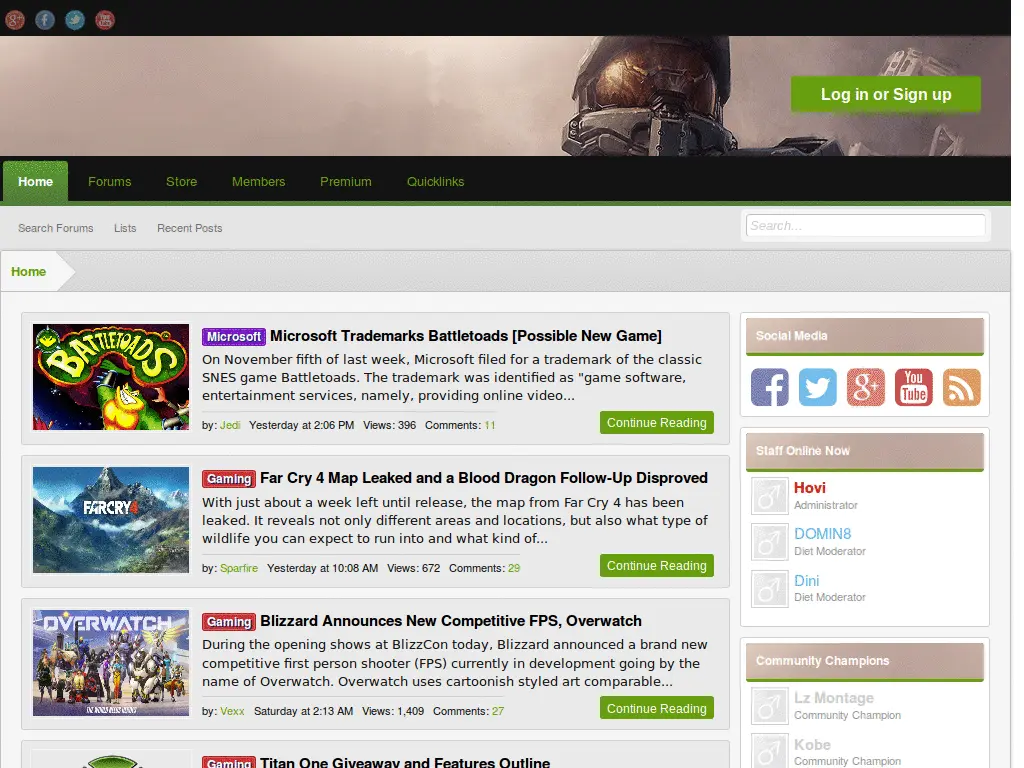 Log in or Sign up
Home Forums Store Members Premium Quicklinks
Search Forums Lists Recent Posts
Search...
Home
BATTLETOADS
Microsoft Microsoft Trademarks Battletoads [Possible New Game]
On November fifth of last week, Microsoft filed for a trademark of the classic
SNES game Battletoads. The trademark was identified as "game software,
entertainment services, namely, providing online video...
by: Jedi Yesterday at 2:06 PM Views: 396 Comments: 11
Continue Reading
FARCRY4
Gaming Far Cry 4 Map Leaked and a Blood Dragon Follow-Up Disproved
With just about a week left until release, the map from Far Cry 4 has been
leaked. It reveals not only different areas and locations, but also what type of
wildlife you can expect to run into and what kind of...
by: Sparfire Yesterday at 10:08 AM Views: 672 Comments: 29
Continue Reading
OVERWATCH
THE WORLD NEEDS HEROES
Gaming Blizzard Announces New Competitive FPS, Overwatch
During the opening shows at BlizzCon today, Blizzard announced a brand new
competitive first person shooter (FPS) currently in development going by the
name of Overwatch. Overwatch uses cartoonish styled art comparable...
by: Vexx Saturday at 2:13 AM Views: 1,409 Comments: 27
Continue Reading
Gaming Titan One Giveaway and Features Outline
Social Media
You
Tube
Staff Online Now
Hovi
Administrator
DOMIN8
Diet Moderator
Dini
Diet Moderator
Community Champions
Lz Montage
Community Champion
Kobe
Community Champion